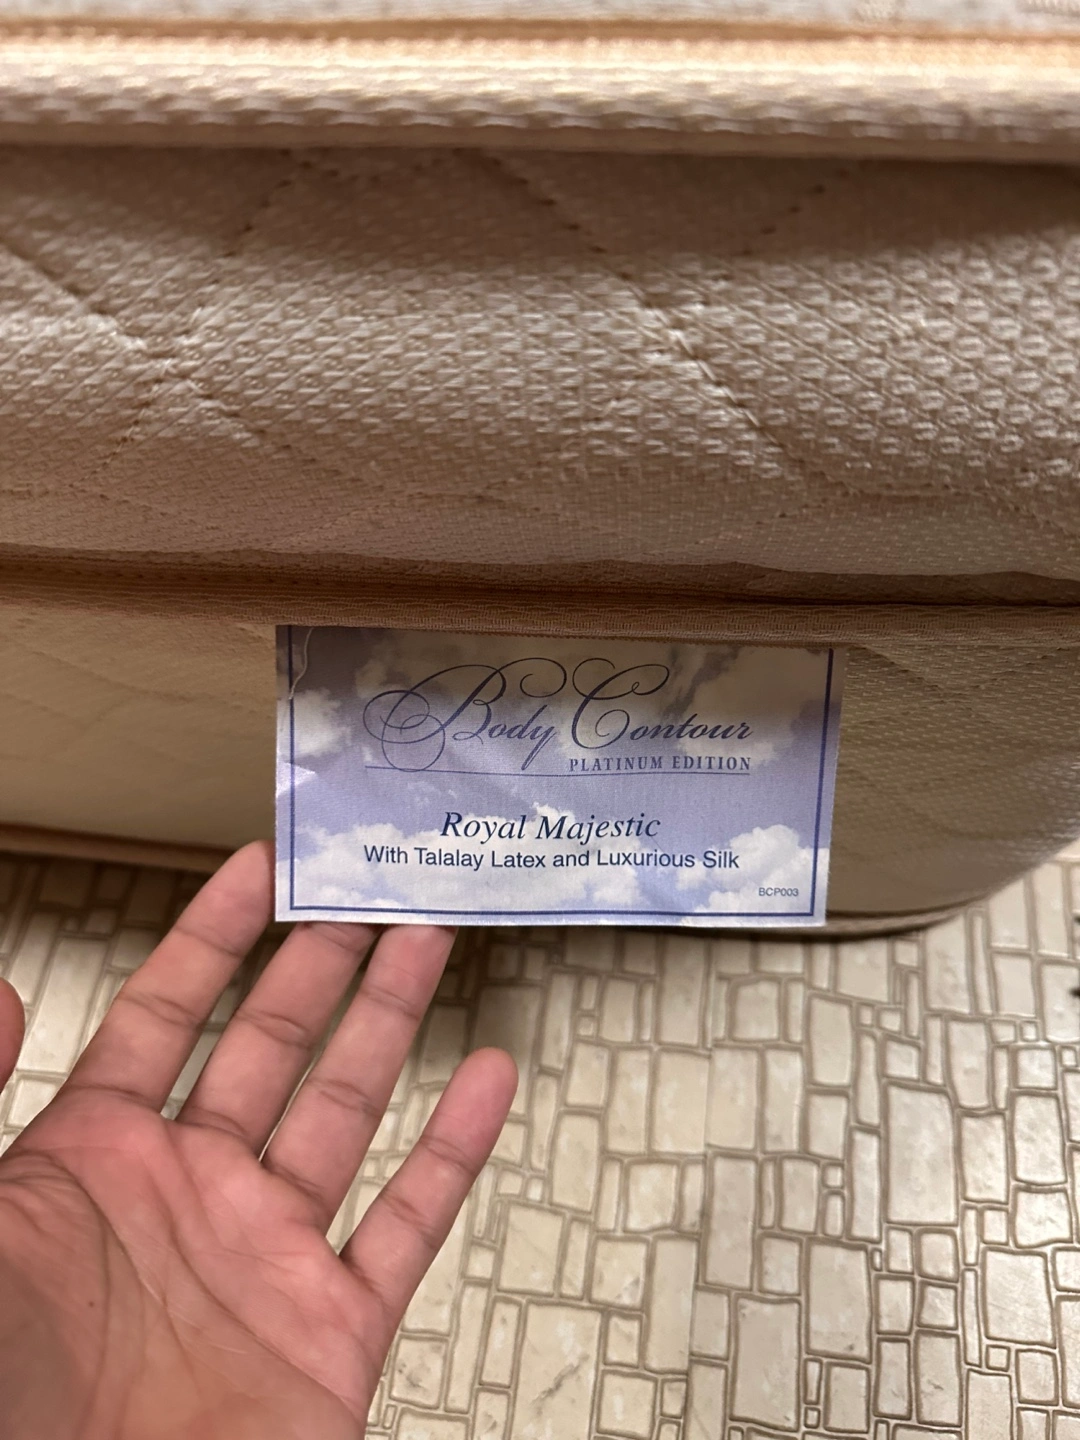 Body Contour
PLATINUM EDITION
Royal Majestic
With Talalay Latex and Luxurious Silk
BCP003